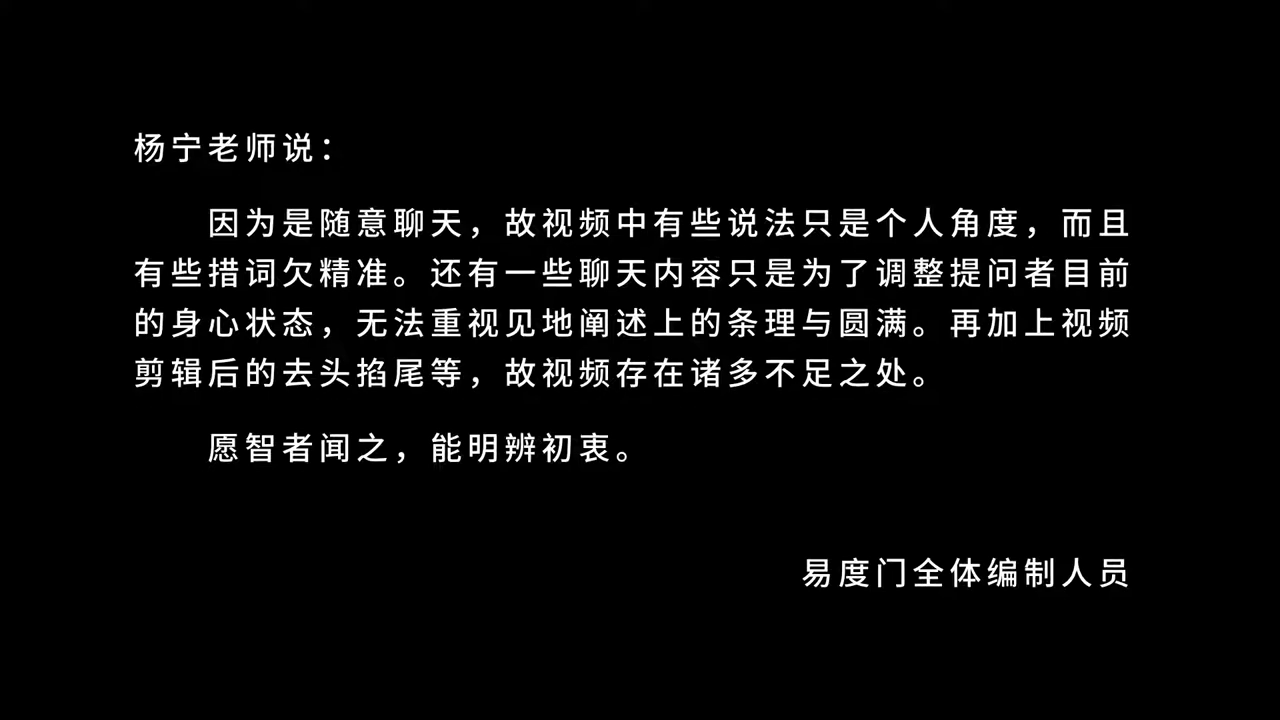 杨宁老师说：
因为是随意聊天，故视频中有些说法只是个人角度，而且
有些措词欠精准。还有一些聊天内容只是为了调整提问者目前
的身心状态，无法重视见地阐述上的条理与圆满。再加上视频
剪辑后的去头掐尾等，故视频存在诸多不足之处。
愿智者闻之，能明辨初衷。
易度门全体编制人员